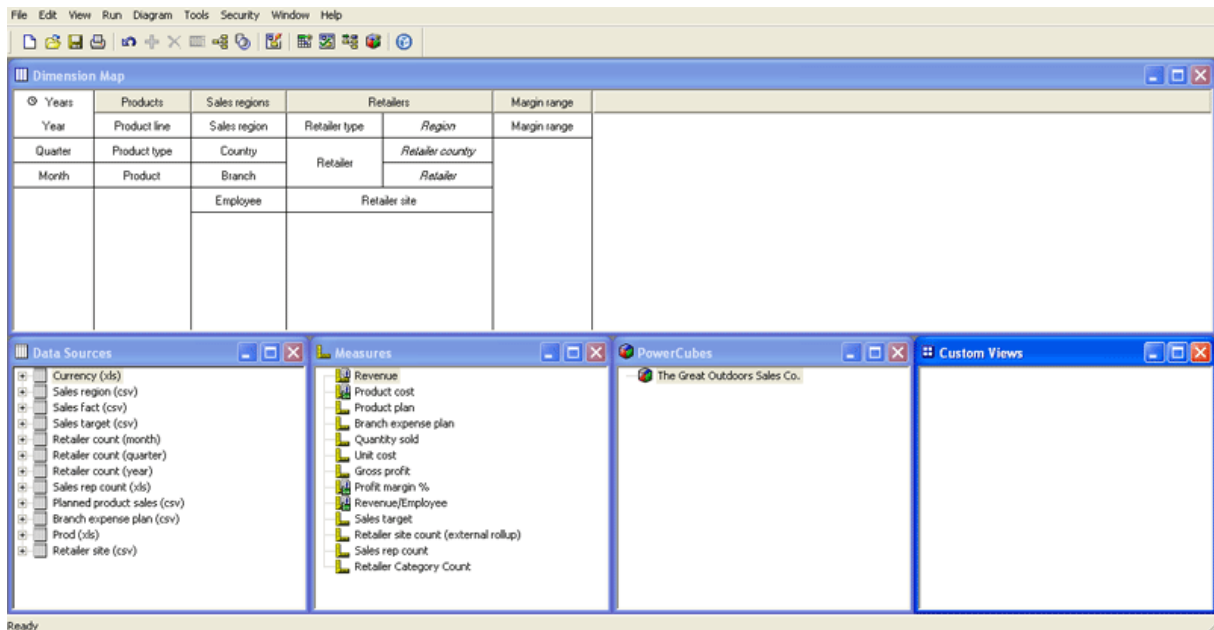 File Edit View Run Diagram Tools Security Window Help
Dimension Map
Years Products Sales regions Retailers Margin range
Year Product line Sales region Retailer type Region Margin range
Quarter Product type Country Retailer Retailer country
Month Product Branch Retailer
Employee Retailer site
Data Sources
Currency (xls)
Sales region (csv)
Sales fact (csv)
Sales target (csv)
Retailer count (month)
Retailer count (quarter)
Retailer count (year)
Sales rep count (xls)
Planned product sales (csv)
Branch expense plan (csv)
Prod (xls)
Retailer site (csv)
Measures
Revenue
Product cost
Product plan
Branch expense plan
Quantity sold
Unit cost
Gross profit
Profit margin %
Revenue/Employee
Sales target
Retailer site count (external rollup)
Sales rep count
Retailer Category Count
PowerCubes
The Great Outdoors Sales Co.
Custom Views
Ready